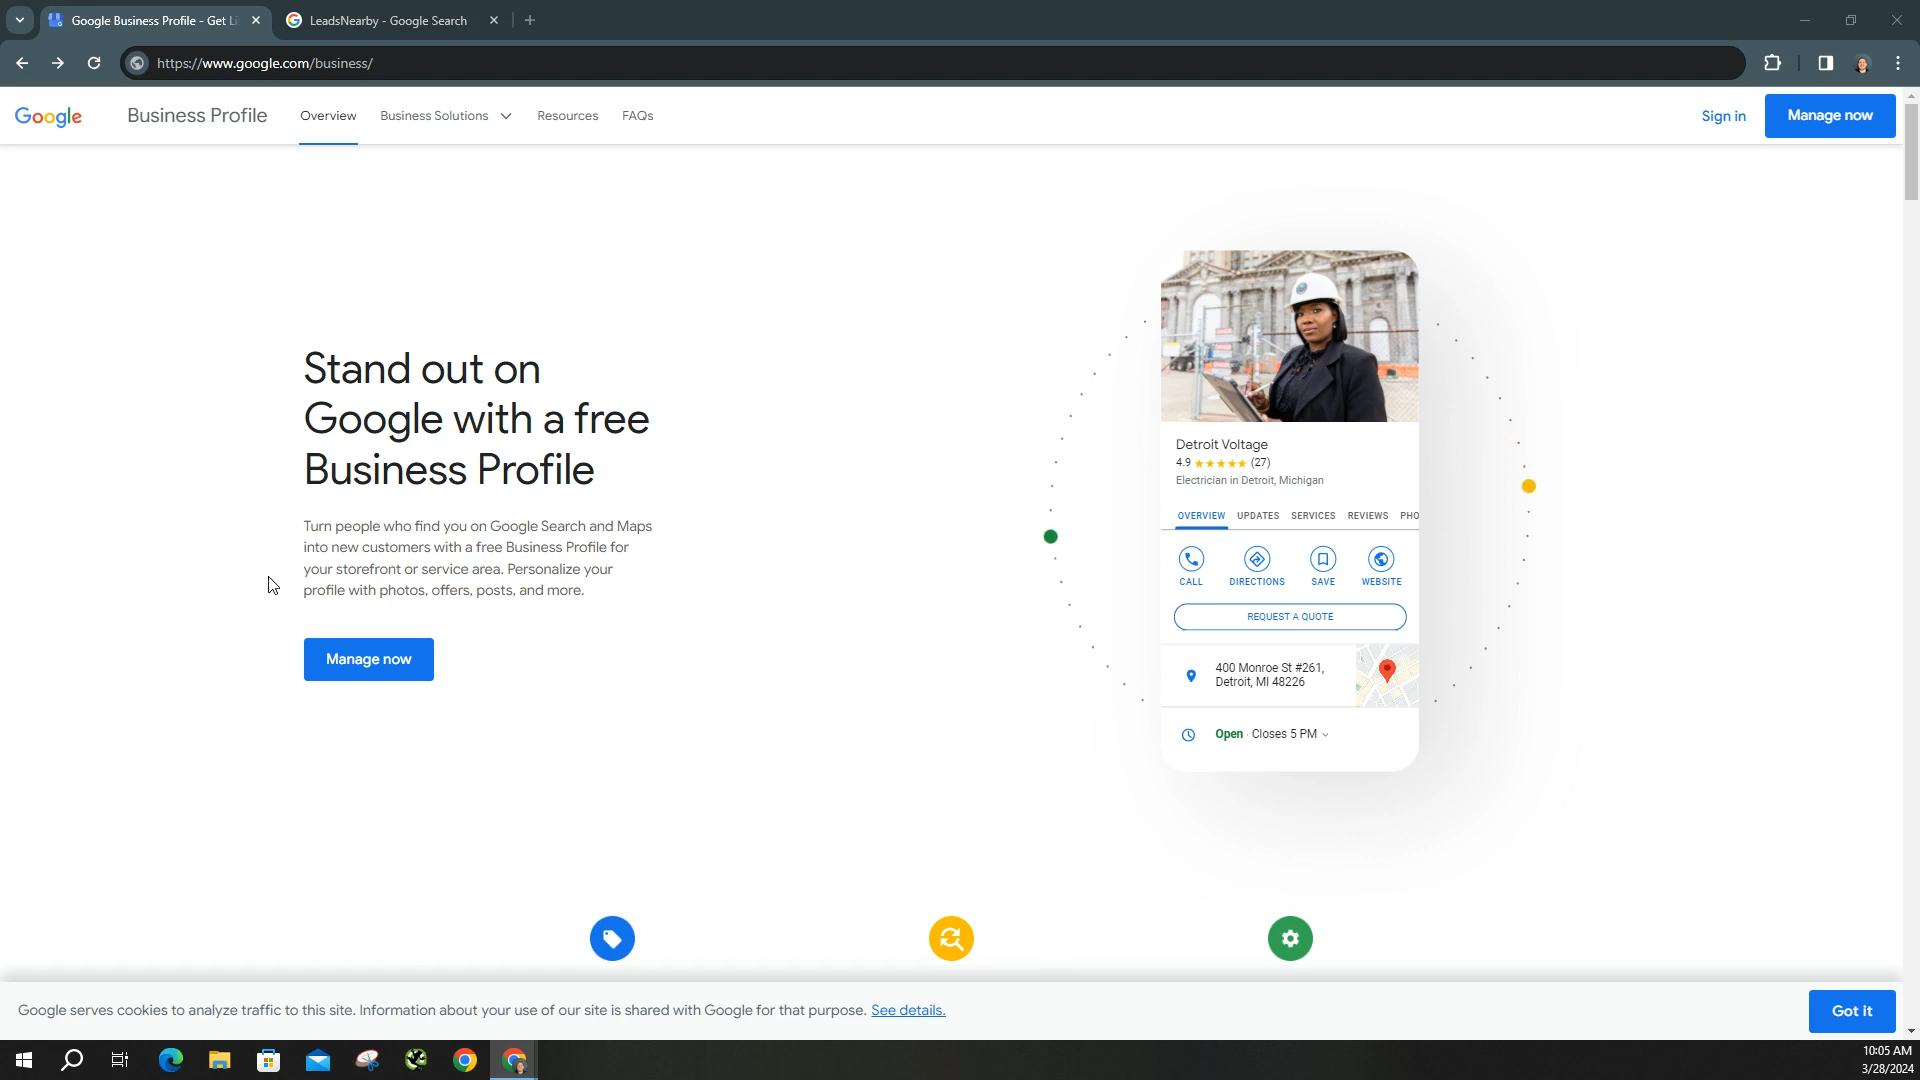 Google Business Profile - Get Li
LeadsNearby - Google Search
https://www.google.com/business/
Google
Business Profile
Overview
Business Solutions
Resources
FAQs
Sign in
Manage now
Stand out on
Google with a free
Business Profile
Turn people who find you on Google Search and Maps
into new customers with a free Business Profile for
your storefront or service area. Personalize your
profile with photos, offers, posts, and more.
Manage now
Detroit Voltage
4.9 ★★★★★ (27)
Electrician in Detroit, Michigan
OVERVIEW
UPDATES
SERVICES
REVIEWS
PHO
CALL
DIRECTIONS
SAVE
WEBSITE
REQUEST A QUOTE
400 Monroe St #261,
Detroit, MI 48226
Open · Closes 5 PM
Google serves cookies to analyze traffic to this site. Information about your use of our site is shared with Google for that purpose. See details.
Got it
10:05 AM
3/28/2024